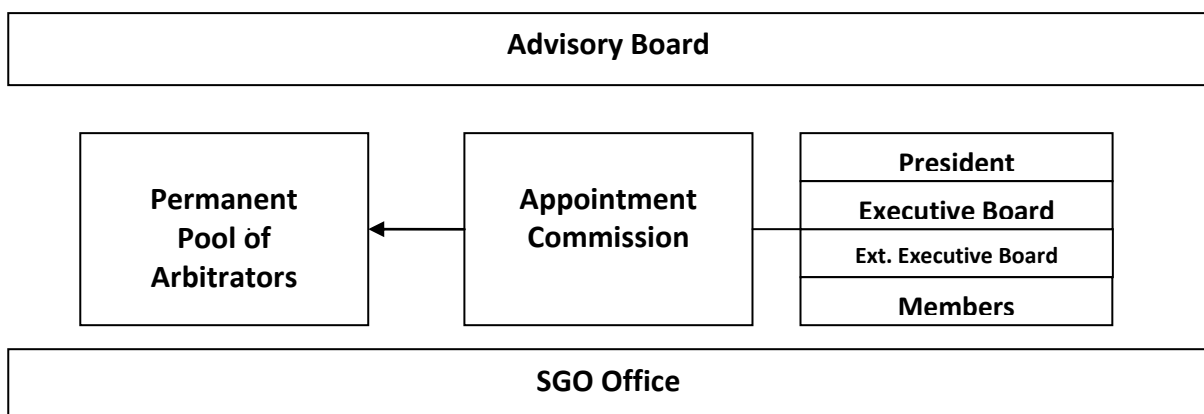 Advisory Board
Permanent
Pool of
Arbitrators
Appointment
Commission
President
Executive Board
Ext. Executive Board
Members
SGO Office